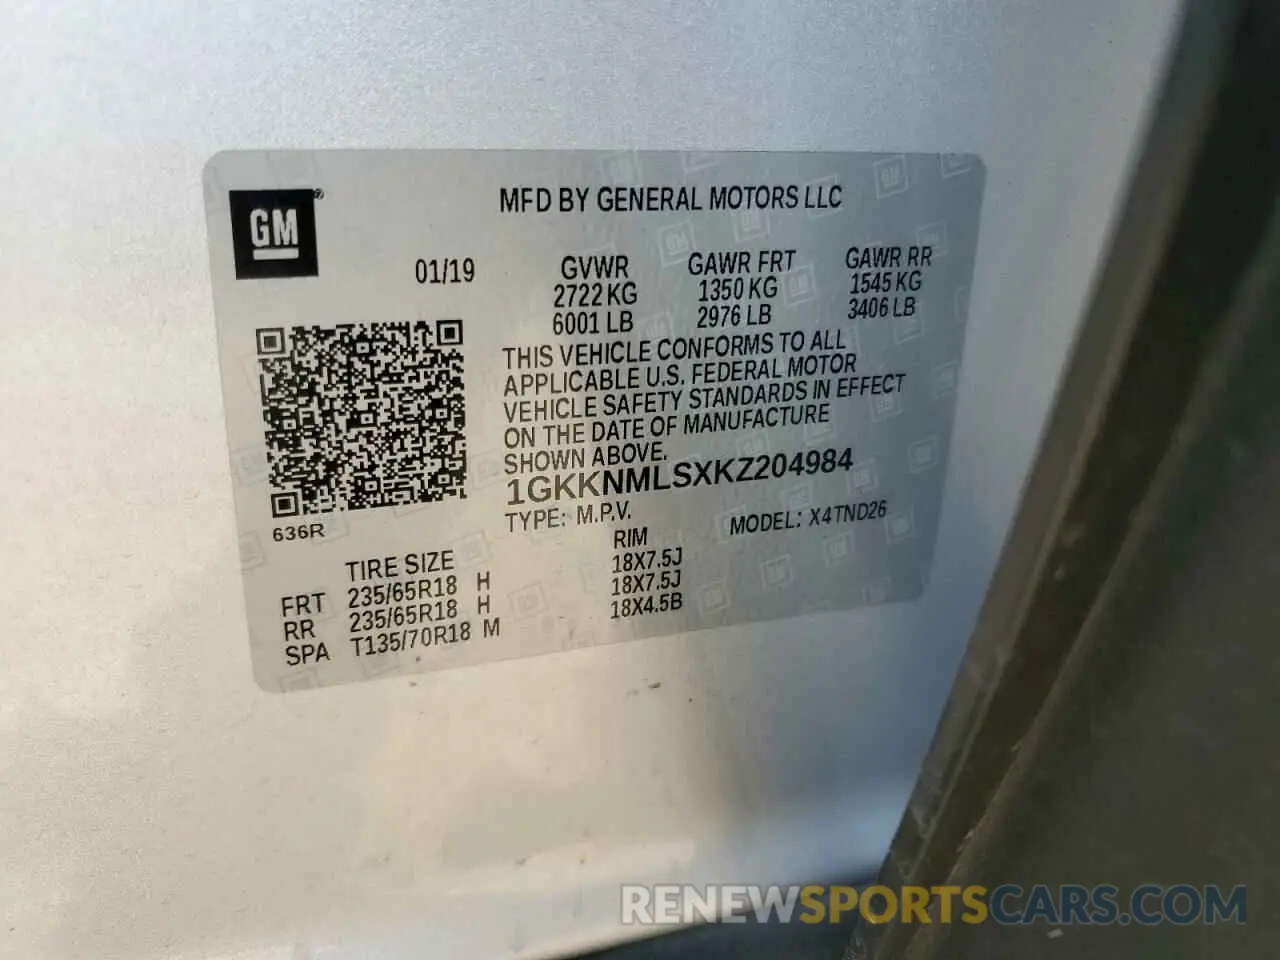 GM®
MFD BY GENERAL MOTORS LLC
01/19
GVWR GAWR FRT GAWR RR
2722 KG 1350 KG 1545 KG
6001 LB 2976 LB 3406 LB
THIS VEHICLE CONFORMS TO ALL
APPLICABLE U.S. FEDERAL MOTOR
VEHICLE SAFETY STANDARDS IN EFFECT
ON THE DATE OF MANUFACTURE
SHOWN ABOVE.
1GKKNMLSXKZ204984
TYPE: M.P.V. MODEL: X4TND26
636R
TIRE SIZE RIM
FRT 235/65R18 H 18X7.5J
RR 235/65R18 H 18X7.5J
SPA T135/70R18 M 18X4.5B
RENEWSPORTSCARS.COM